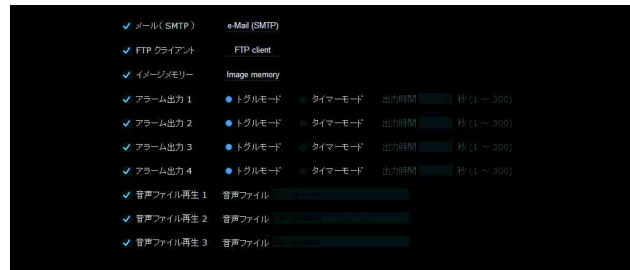 メール( SMTP ) e-Mail (SMTP)
FTP クライアント FTP client
イメージメモリー Image memory
アラーム出力 1 トグルモード タイマーモード 出力時間 秒 (1 ～ 300)
アラーム出力 2 トグルモード タイマーモード 出力時間 秒 (1 ～ 300)
アラーム出力 3 トグルモード タイマーモード 出力時間 秒 (1 ～ 300)
アラーム出力 4 トグルモード タイマーモード 出力時間 秒 (1 ～ 300)
音声ファイル再生 1 音声ファイル
音声ファイル再生 2 音声ファイル
音声ファイル再生 3 音声ファイル